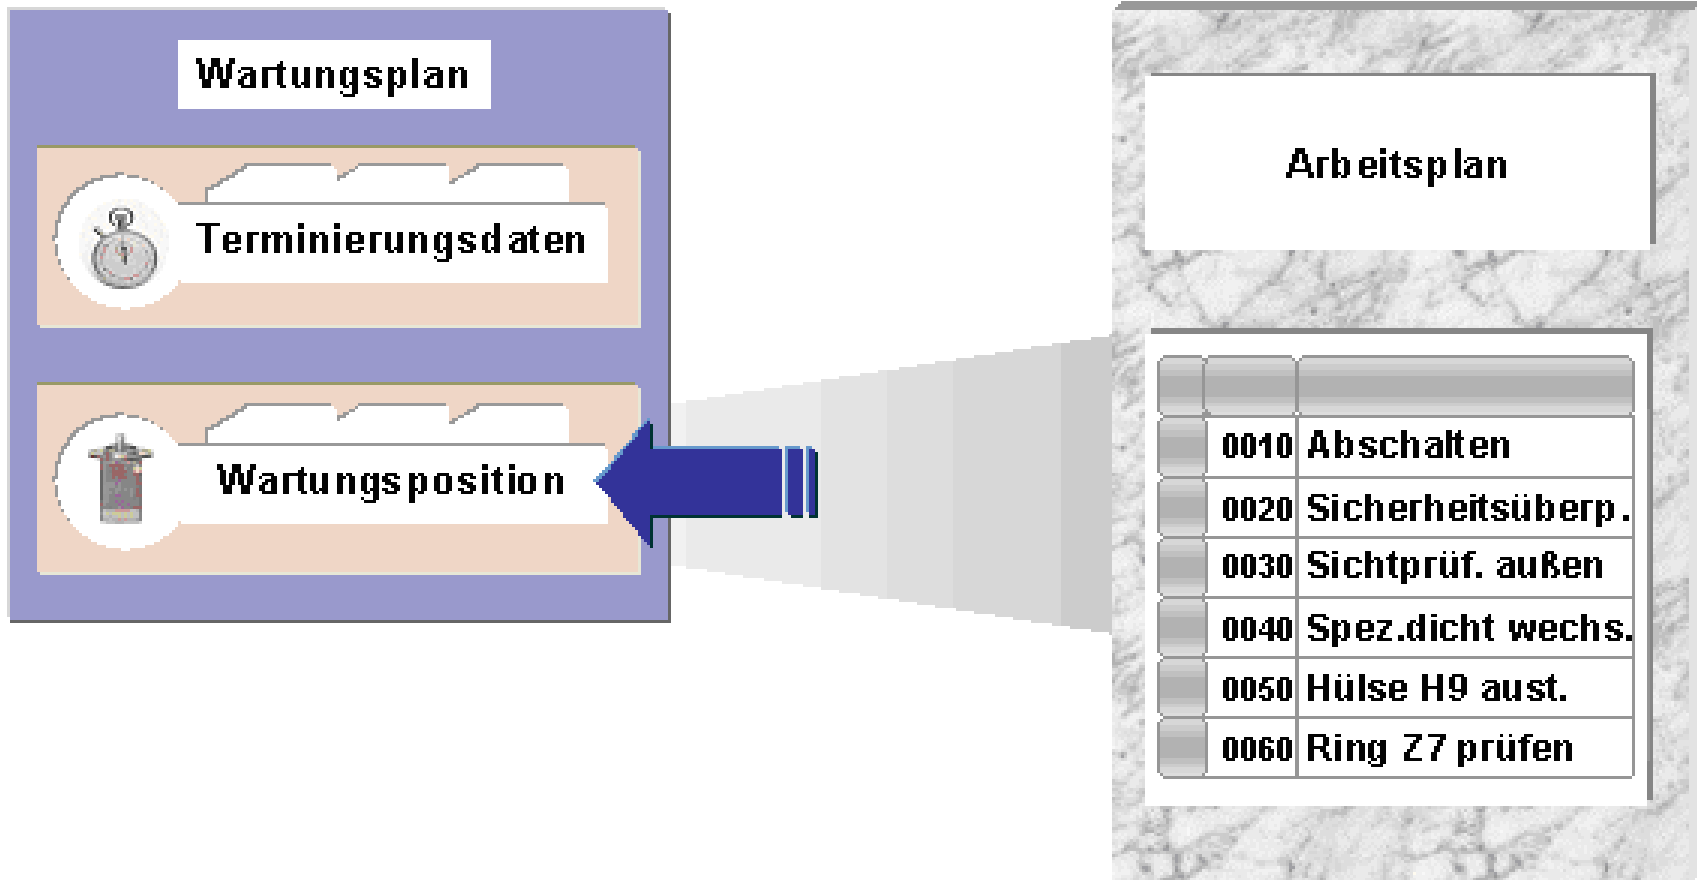 Wartungsplan
Terminierungsdaten
Wartungsposition
Arbeitsplan
0010 Abschalten
0020 Sicherheitsüberp.
0030 Sichtprüf. außen
0040 Spez.dicht wechs.
0050 Hülse H9 aust.
0060 Ring Z7 prüfen